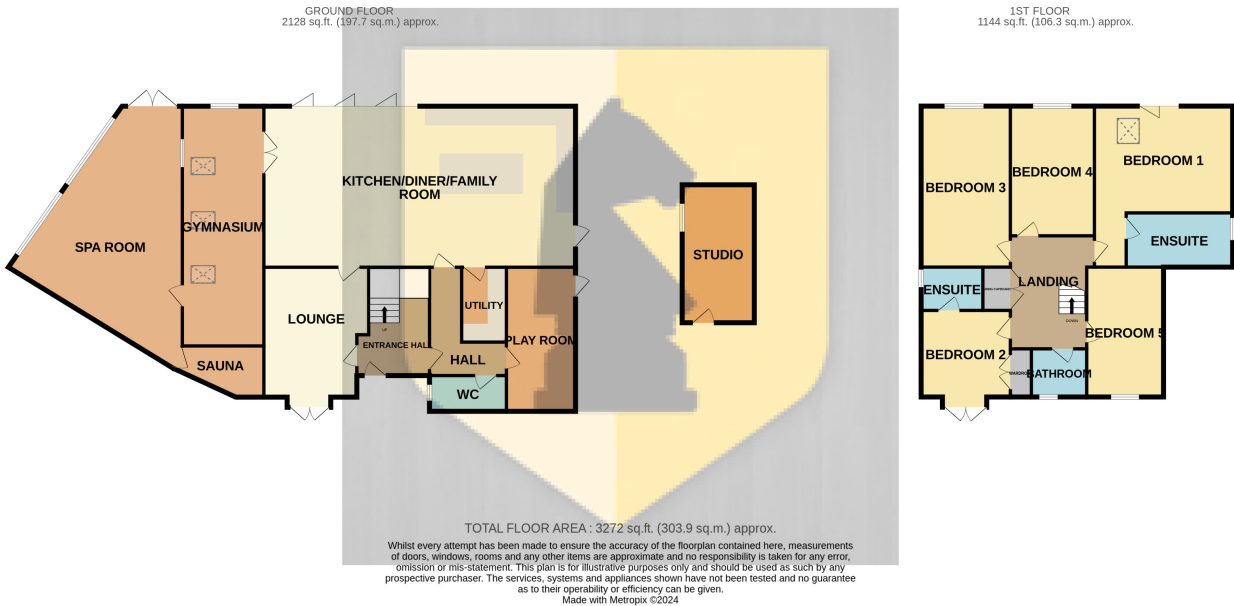 GROUND FLOOR
2128 sq.ft. (197.7 sq.m.) approx.
1ST FLOOR
1144 sq.ft. (106.3 sq.m.) approx.
KITCHEN/DINER/FAMILY
ROOM
SPA ROOM
GYMNASIUM
STUDIO
LOUNGE
UTILITY
UP
ENTRANCE HALL
PLAY ROOM
HALL
SAUNA
WC
BEDROOM 3
BEDROOM 4
BEDROOM 1
ENSUITE
ENSUITE
LANDING
DOWN
BEDROOM 5
BEDROOM 2
BATHROOM
TOTAL FLOOR AREA : 3272 sq.ft. (303.9 sq.m.) approx.
Whilst every attempt has been made to ensure the accuracy of the floorplan contained here, measurements
of doors, windows, rooms and any other items are approximate and no responsibility is taken for any error,
omission or mis-statement. This plan is for illustrative purposes only and should be used as such by any
prospective purchaser. The services, systems and appliances shown have not been tested and no guarantee
as to their operability or efficiency can be given.
Made with Metropix ©2024